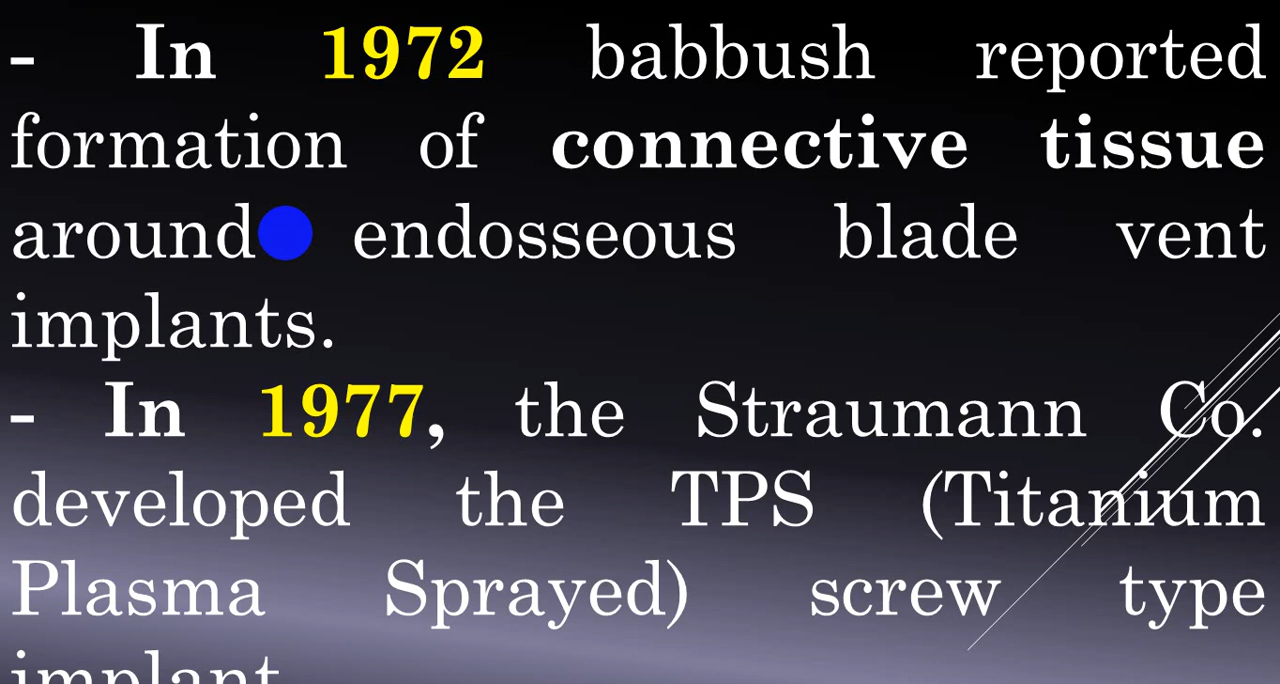 - In 1972 babbush reported
formation of connective tissue
around endosseous blade vent
implants.
- In 1977, the Straumann Co.
developed the TPS (Titanium
Plasma Sprayed) screw type
implant